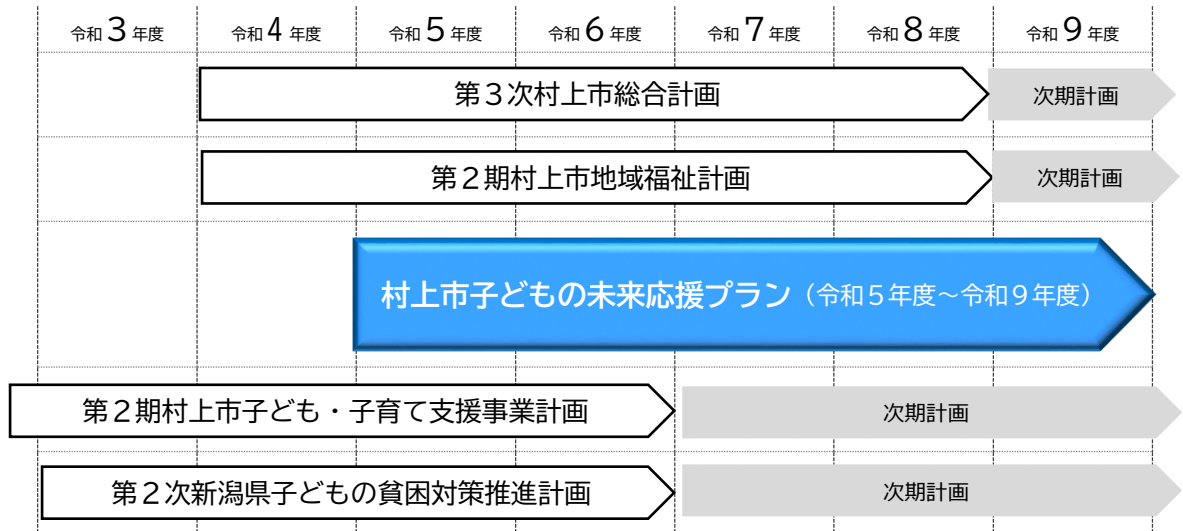 令和3年度 令和4年度 令和5年度 令和6年度 令和7年度 令和8年度 令和9年度
第3次村上市総合計画 次期計画
第2期村上市地域福祉計画 次期計画
村上市子どもの未来応援プラン（令和5年度～令和9年度）
第2期村上市子ども・子育て支援事業計画 次期計画
第2次新潟県子どもの貧困対策推進計画 次期計画